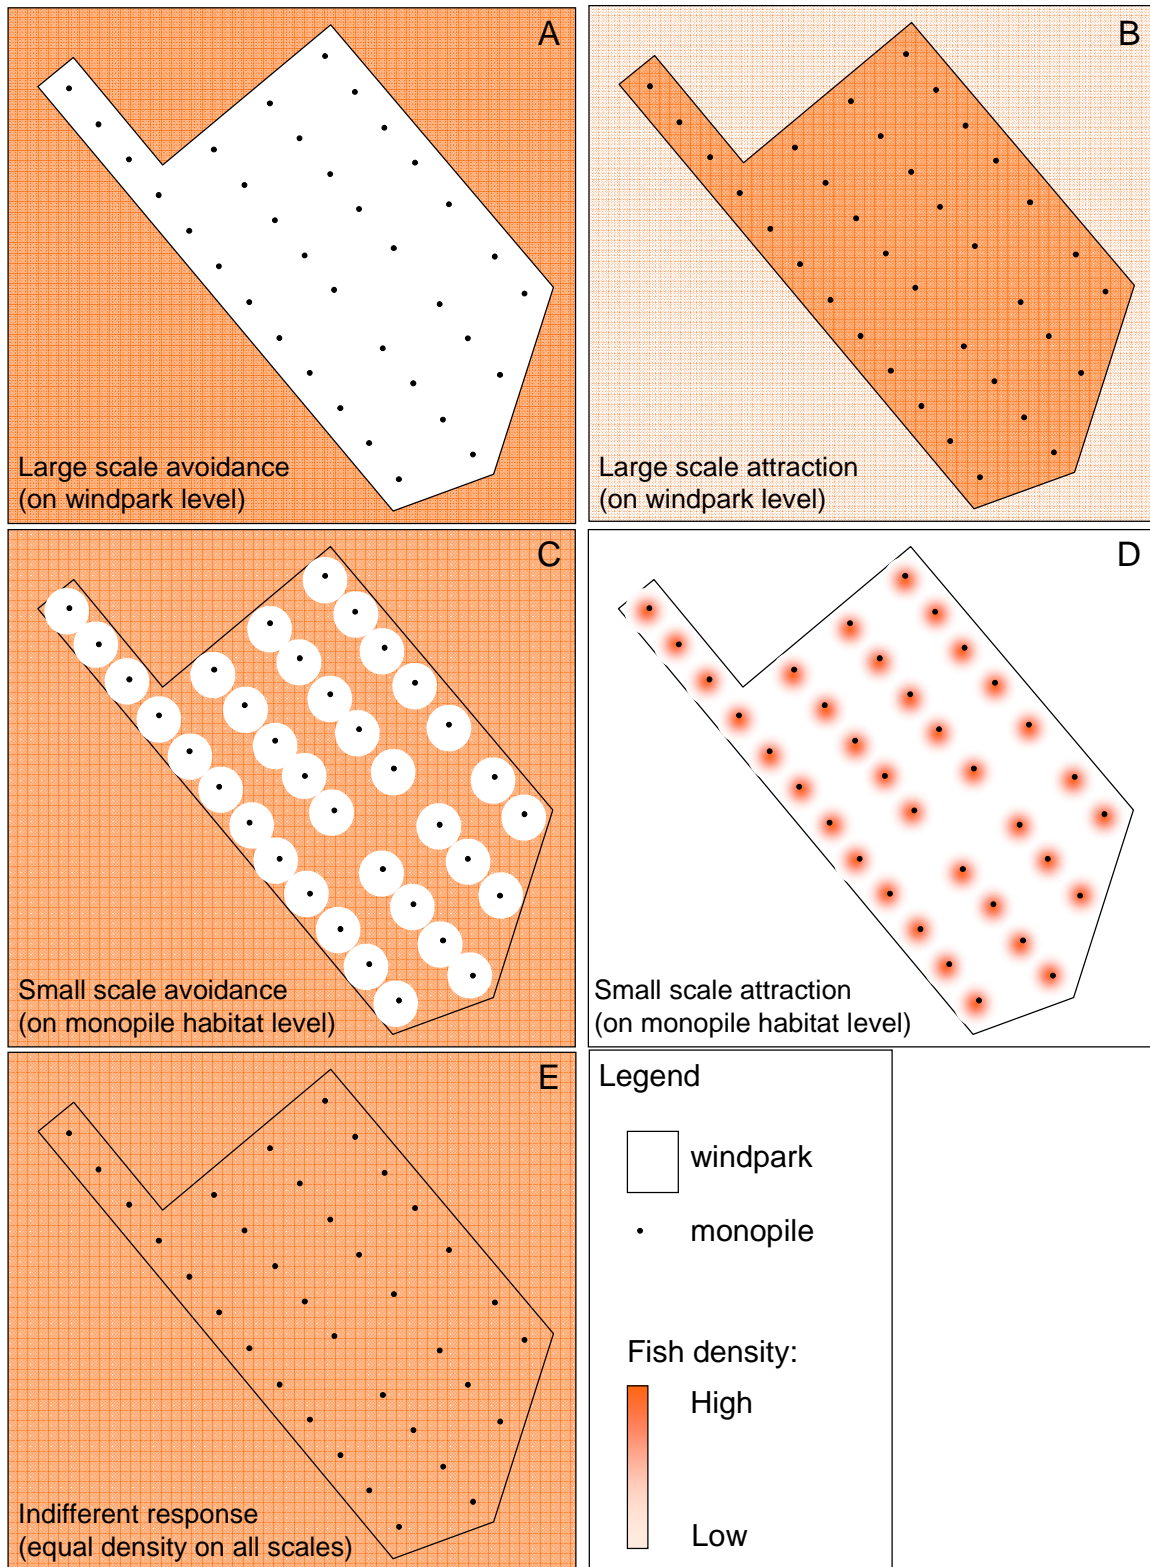 A
Large scale avoidance
(on windpark level)
B
Large scale attraction
(on windpark level)
C
Small scale avoidance
(on monopile habitat level)
D
Small scale attraction
(on monopile habitat level)
E
Indifferent response
(equal density on all scales)
Legend
windpark
monopile
Fish density:
High
Low